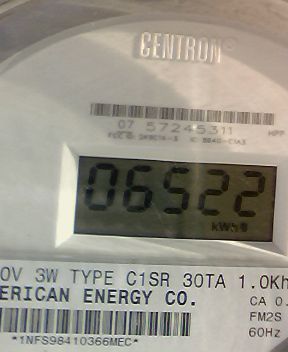 CENTRON®
07 57245311
HPP
06522
kWh
0V 3W TYPE C1SR 30TA 1.0Kh
ERICAN ENERGY CO.
CA 0.
FM2S
60Hz
*1NFS98410366MEC*